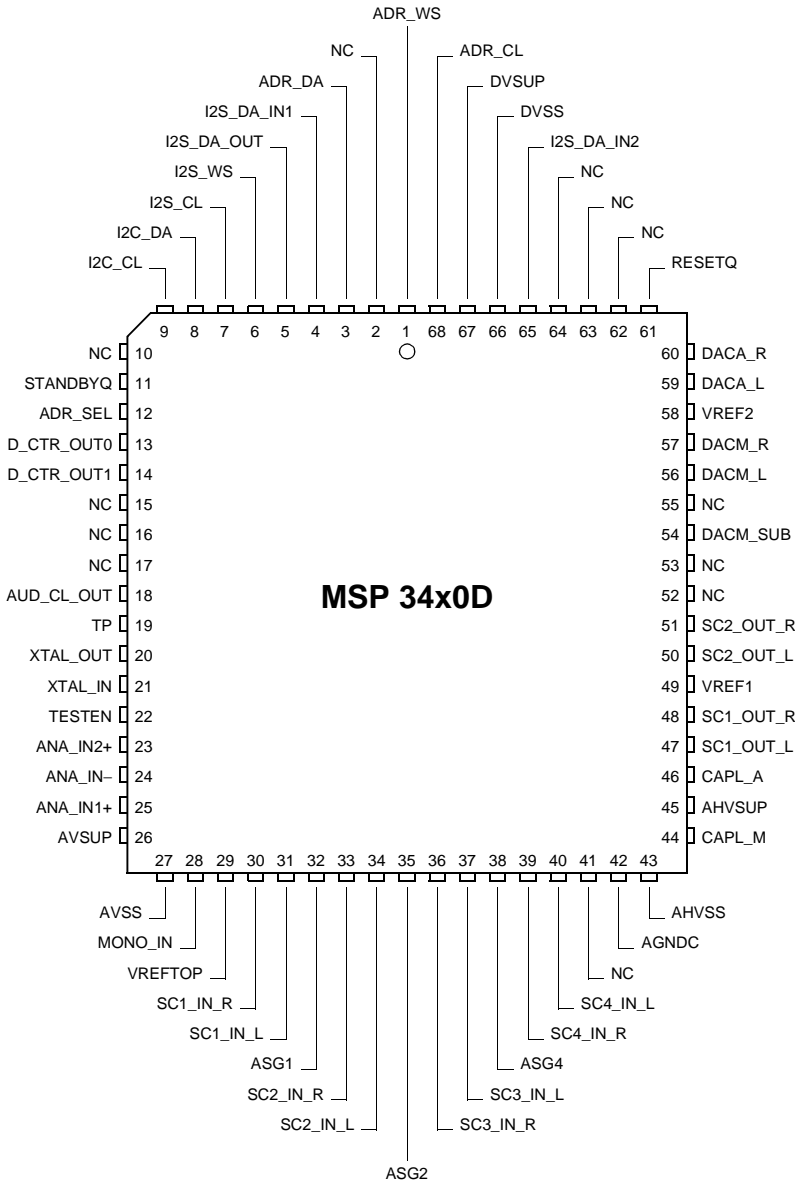 ADR_WS
NC
ADR_CL
ADR_DA
DVSUP
I2S_DA_IN1
DVSS
I2S_DA_OUT
I2S_DA_IN2
I2S_WS
NC
I2S_CL
NC
I2C_DA
NC
I2C_CL
RESETQ
9 8 7 6 5 4 3 2 1 68 67 66 65 64 63 62 61
NC 10 60 DACA_R
STANDBYQ 11 59 DACA_L
ADR_SEL 12 58 VREF2
D_CTR_OUT0 13 57 DACM_R
D_CTR_OUT1 14 56 DACM_L
NC 15 55 NC
NC 16 54 DACM_SUB
NC 17 53 NC
MSP 34x0D
AUD_CL_OUT 18 52 NC
TP 19 51 SC2_OUT_R
XTAL_OUT 20 50 SC2_OUT_L
XTAL_IN 21 49 VREF1
TESTEN 22 48 SC1_OUT_R
ANA_IN2+ 23 47 SC1_OUT_L
ANA_IN− 24 46 CAPL_A
ANA_IN1+ 25 45 AHVSUP
AVSUP 26 44 CAPL_M
27 28 29 30 31 32 33 34 35 36 37 38 39 40 41 42 43
AVSS
AHVSS
MONO_IN
AGNDC
VREFTOP
NC
SC1_IN_R
SC4_IN_L
SC1_IN_L
SC4_IN_R
ASG1
ASG4
SC2_IN_R
SC3_IN_L
SC2_IN_L
SC3_IN_R
ASG2